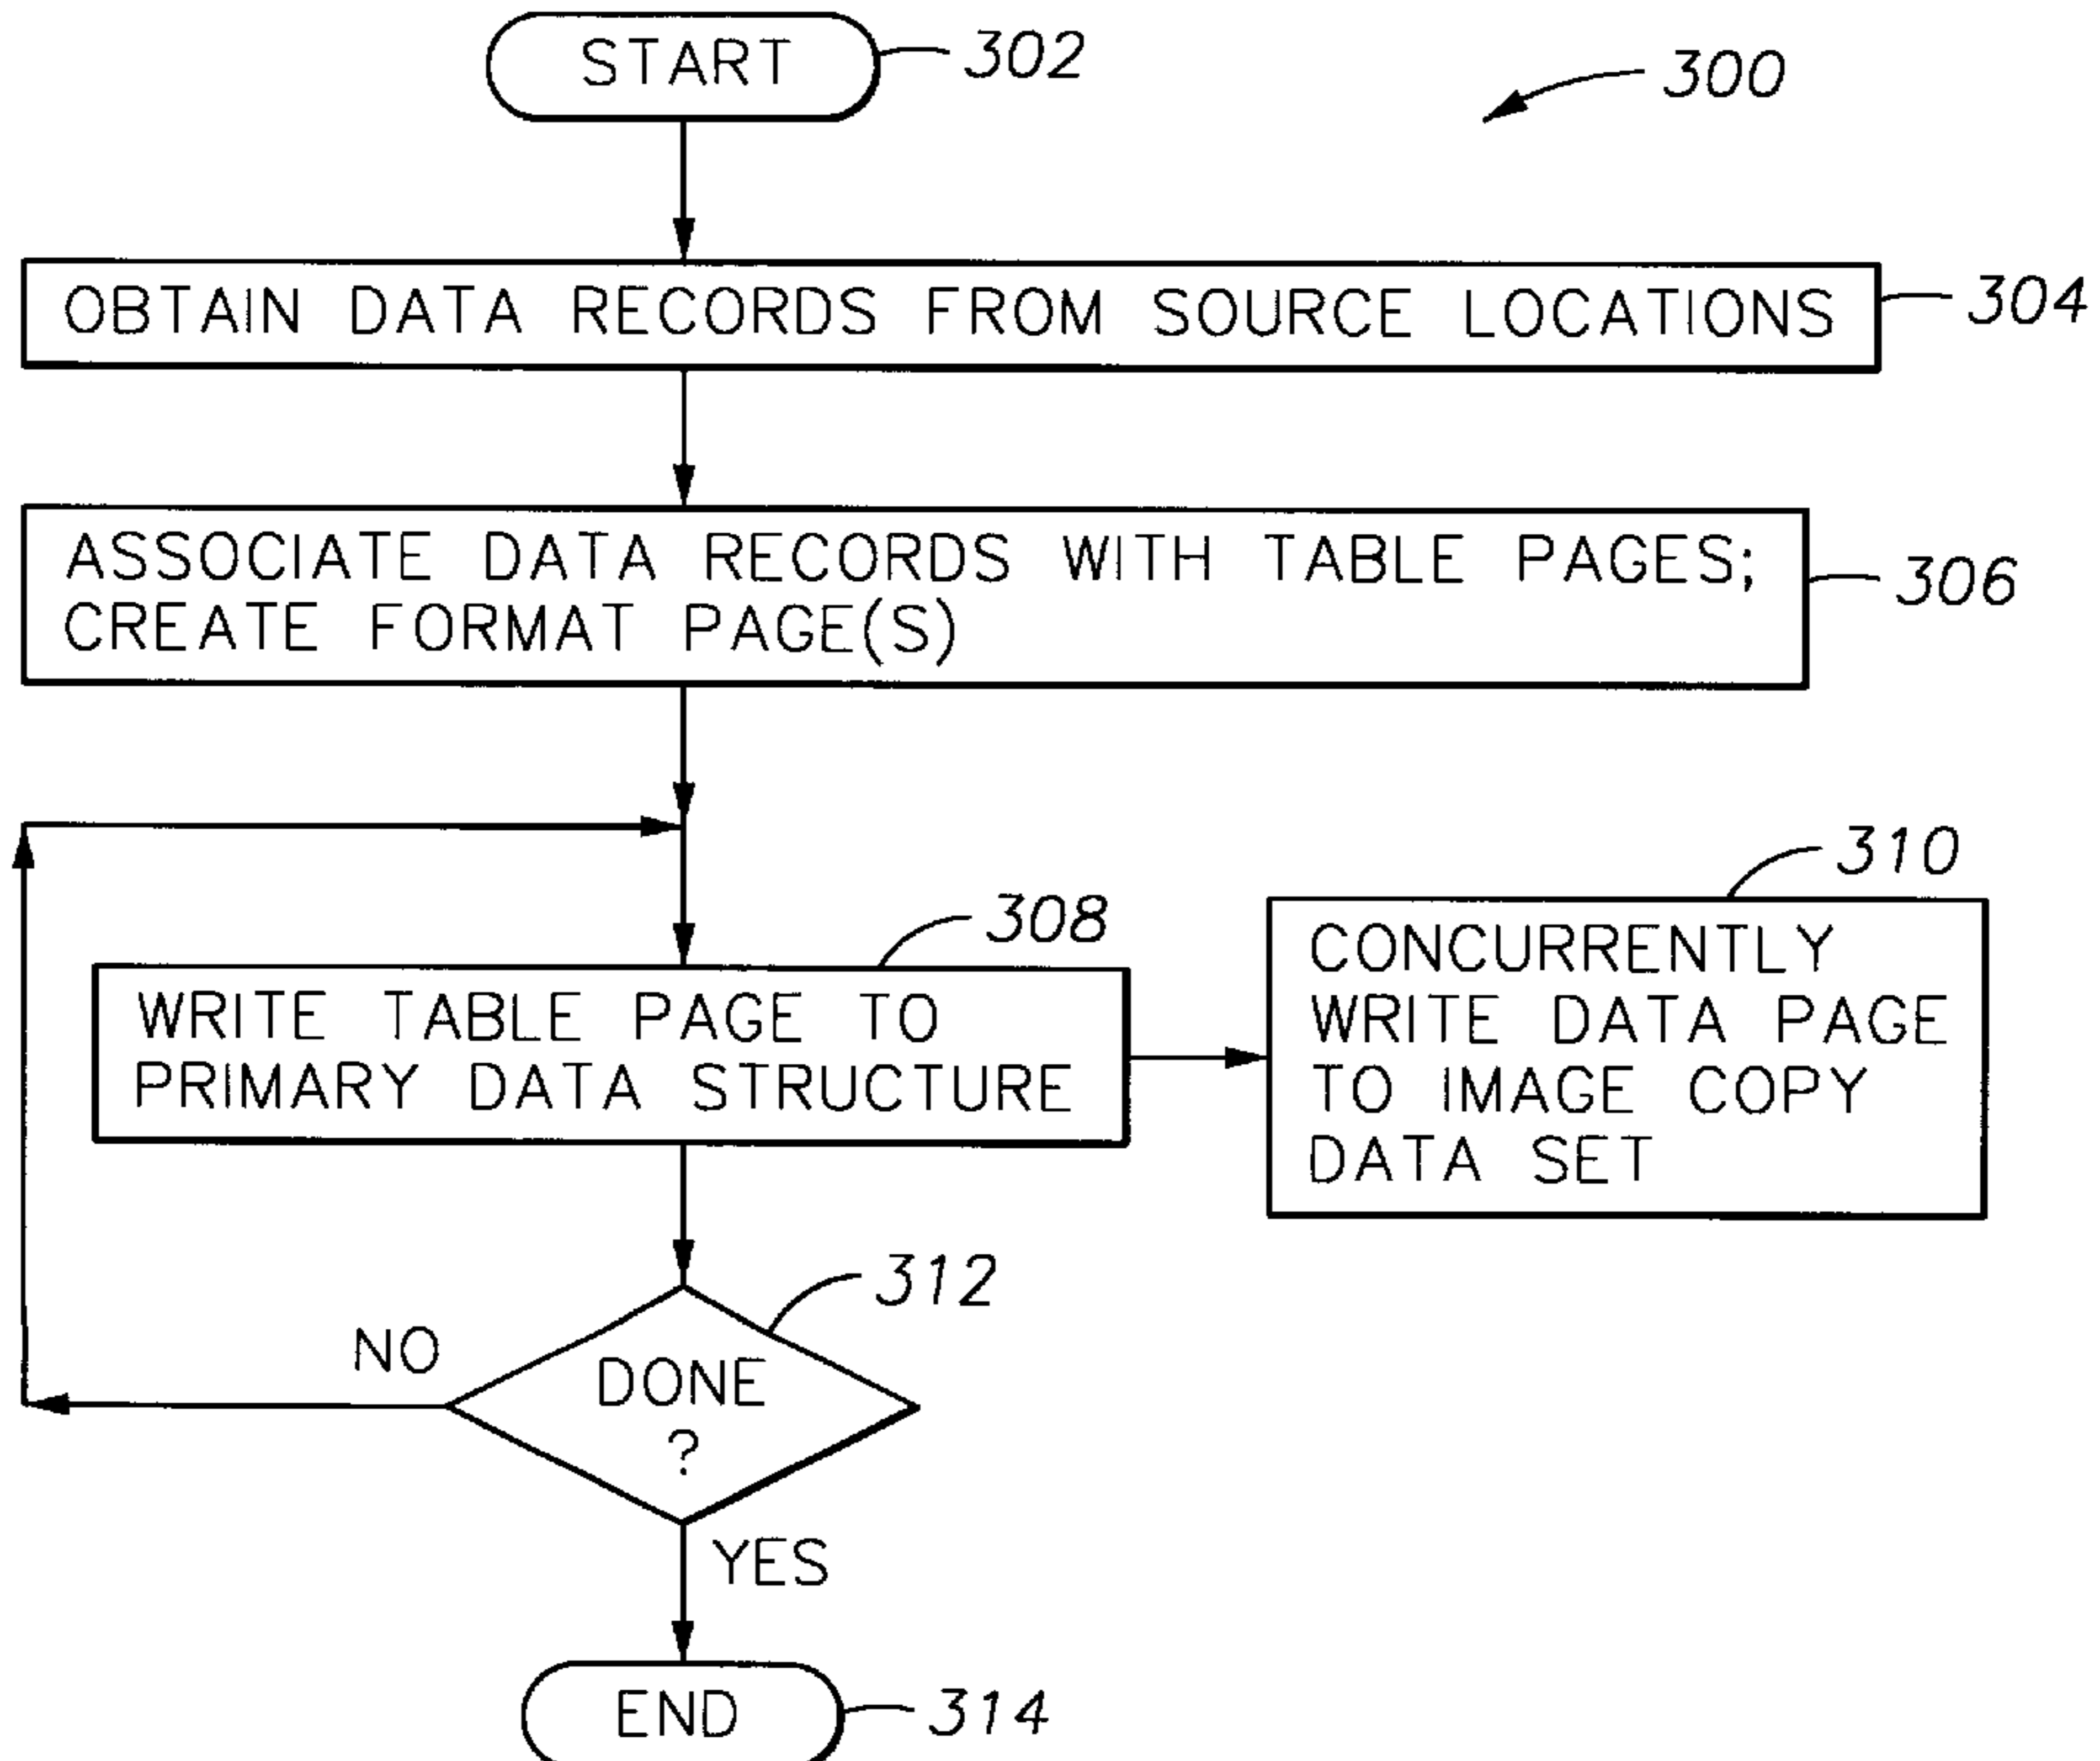 START
302
300
OBTAIN DATA RECORDS FROM SOURCE LOCATIONS
304
ASSOCIATE DATA RECORDS WITH TABLE PAGES;
CREATE FORMAT PAGE(S)
306
308
WRITE TABLE PAGE TO
PRIMARY DATA STRUCTURE
310
CONCURRENTLY
WRITE DATA PAGE
TO IMAGE COPY
DATA SET
312
DONE
?
NO
YES
END
314